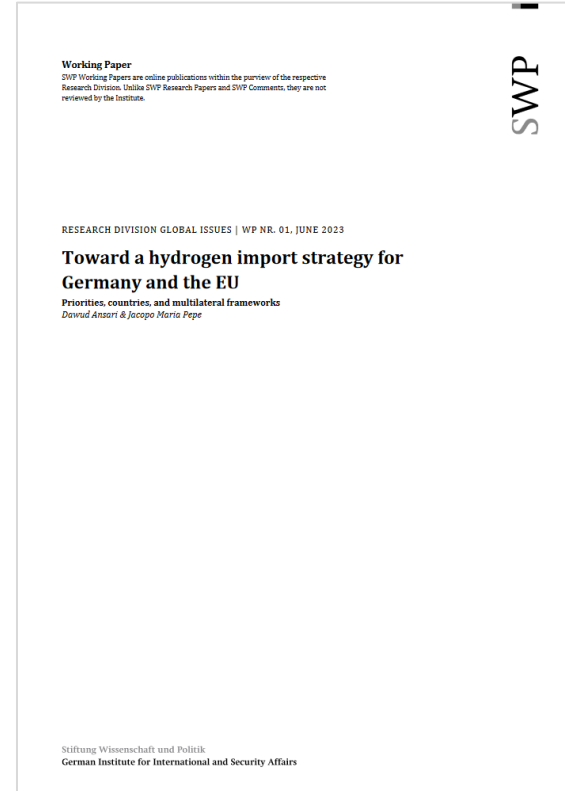 Working Paper
SWP Working Papers are online publications within the purview of the respective
Research Division. Unlike SWP Research Papers and SWP Comments, they are not
reviewed by the Institute.
SWP
RESEARCH DIVISION GLOBAL ISSUES | WP NR. 01, JUNE 2023
Toward a hydrogen import strategy for
Germany and the EU
Priorities, countries, and multilateral frameworks
Dawud Ansari & Jacopo Maria Pepe
Stiftung Wissenschaft und Politik
German Institute for International and Security Affairs